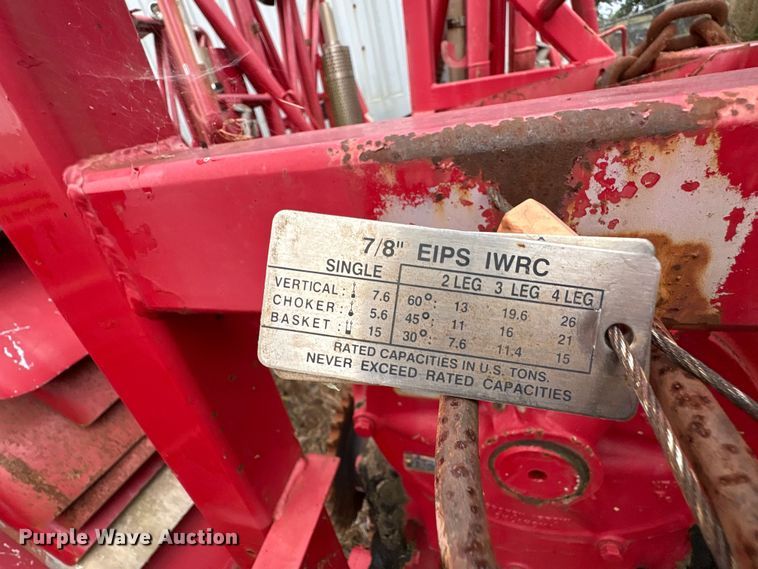 7/8" EIPS IWRC
SINGLE 2 LEG 3 LEG 4 LEG
VERTICAL: 7.6 60°: 13 19.6 26
CHOKER: 5.6 45°: 11 16 21
BASKET: 15 30°: 7.6 11.4 15
RATED CAPACITIES IN U.S. TONS.
NEVER EXCEED RATED CAPACITIES
Purple Wave Auction